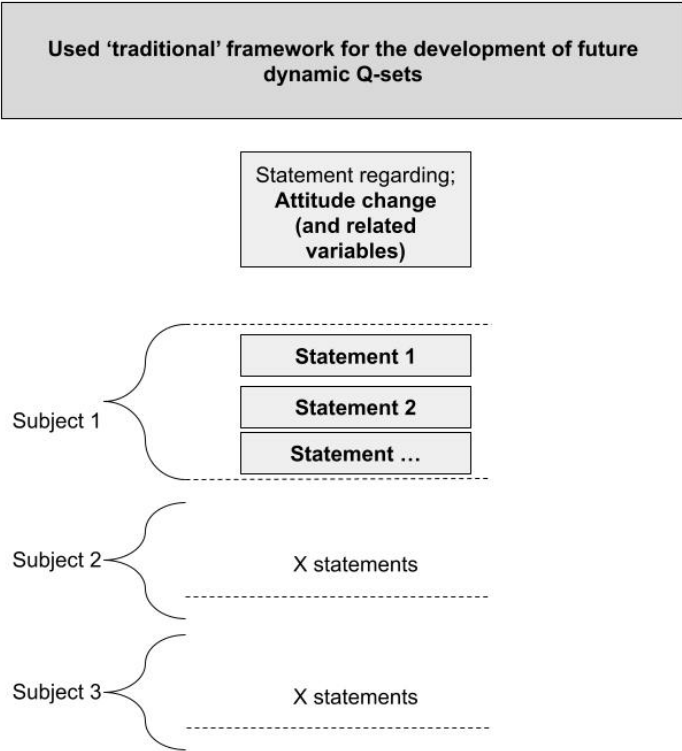 Used ‘traditional’ framework for the development of future
dynamic Q-sets
Statement regarding;
Attitude change
(and related
variables)
Statement 1
Subject 1
Statement 2
Statement …
Subject 2
X statements
Subject 3
X statements